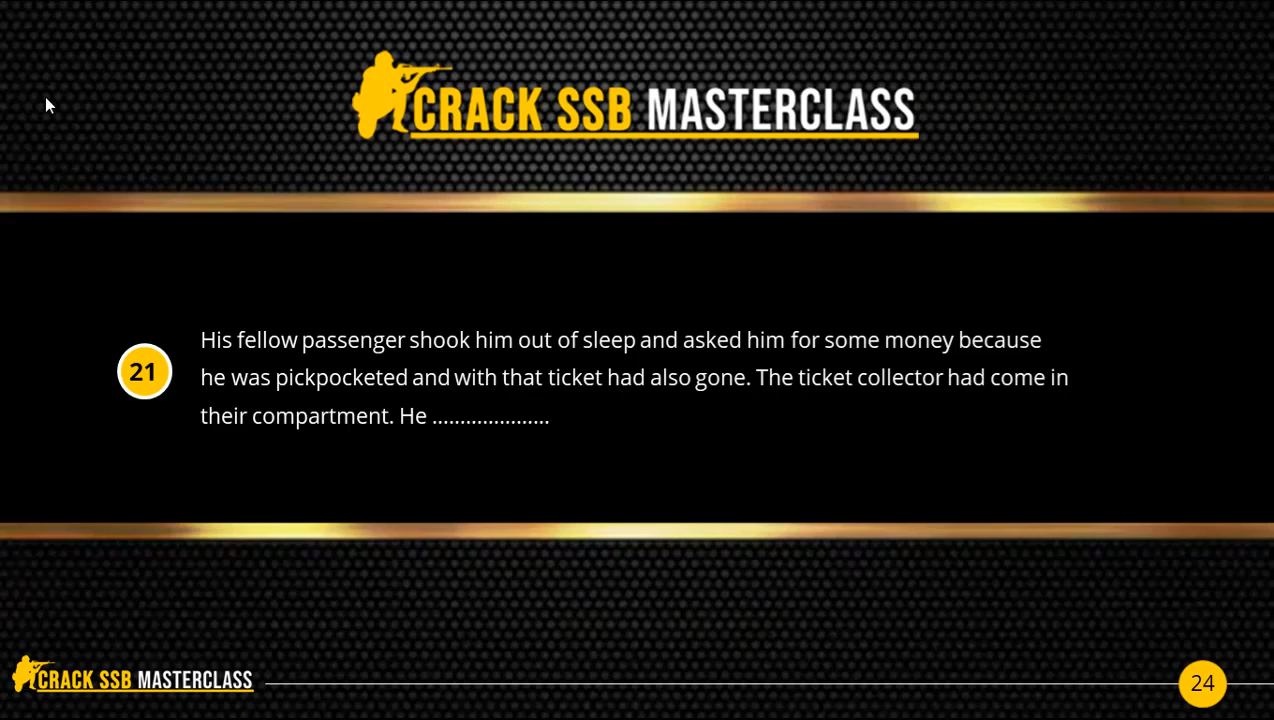 CRACK SSB MASTERCLASS
21
His fellow passenger shook him out of sleep and asked him for some money because
he was pickpocketed and with that ticket had also gone. The ticket collector had come in
their compartment. He .....................
CRACK SSB MASTERCLASS
24